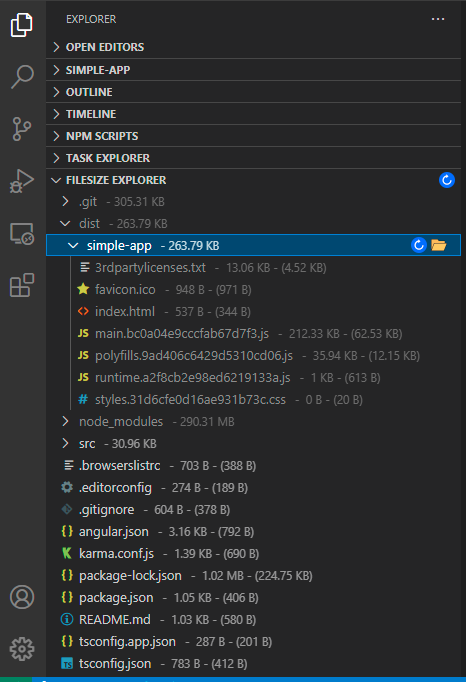 EXPLORER
OPEN EDITORS
SIMPLE-APP
OUTLINE
TIMELINE
NPM SCRIPTS
TASK EXPLORER
FILESIZE EXPLORER
.git - 305.31 KB
dist - 263.79 KB
simple-app - 263.79 KB
3rdpartylicenses.txt - 13.06 KB - (4.52 KB)
favicon.ico - 948 B - (971 B)
index.html - 537 B - (344 B)
JS main.bc0a04e9cccfab67d7f3.js - 212.33 KB - (62.53 KB)
JS polyfills.9ad406c6429d5310cd06.js - 35.94 KB - (12.15 KB)
JS runtime.a2f8cb2e98ed6219133a.js - 1 KB - (613 B)
# styles.31d6cfe0d16ae931b73c.css - 0 B - (20 B)
node_modules - 290.31 MB
src - 30.96 KB
.browserslistrc - 703 B - (388 B)
.editorconfig - 274 B - (189 B)
.gitignore - 604 B - (378 B)
{} angular.json - 3.16 KB - (792 B)
karma.conf.js - 1.39 KB - (690 B)
{} package-lock.json - 1.02 MB - (224.75 KB)
{} package.json - 1.05 KB - (406 B)
README.md - 1.03 KB - (580 B)
{} tsconfig.app.json - 287 B - (201 B)
TS tsconfig.json - 783 B - (412 B)